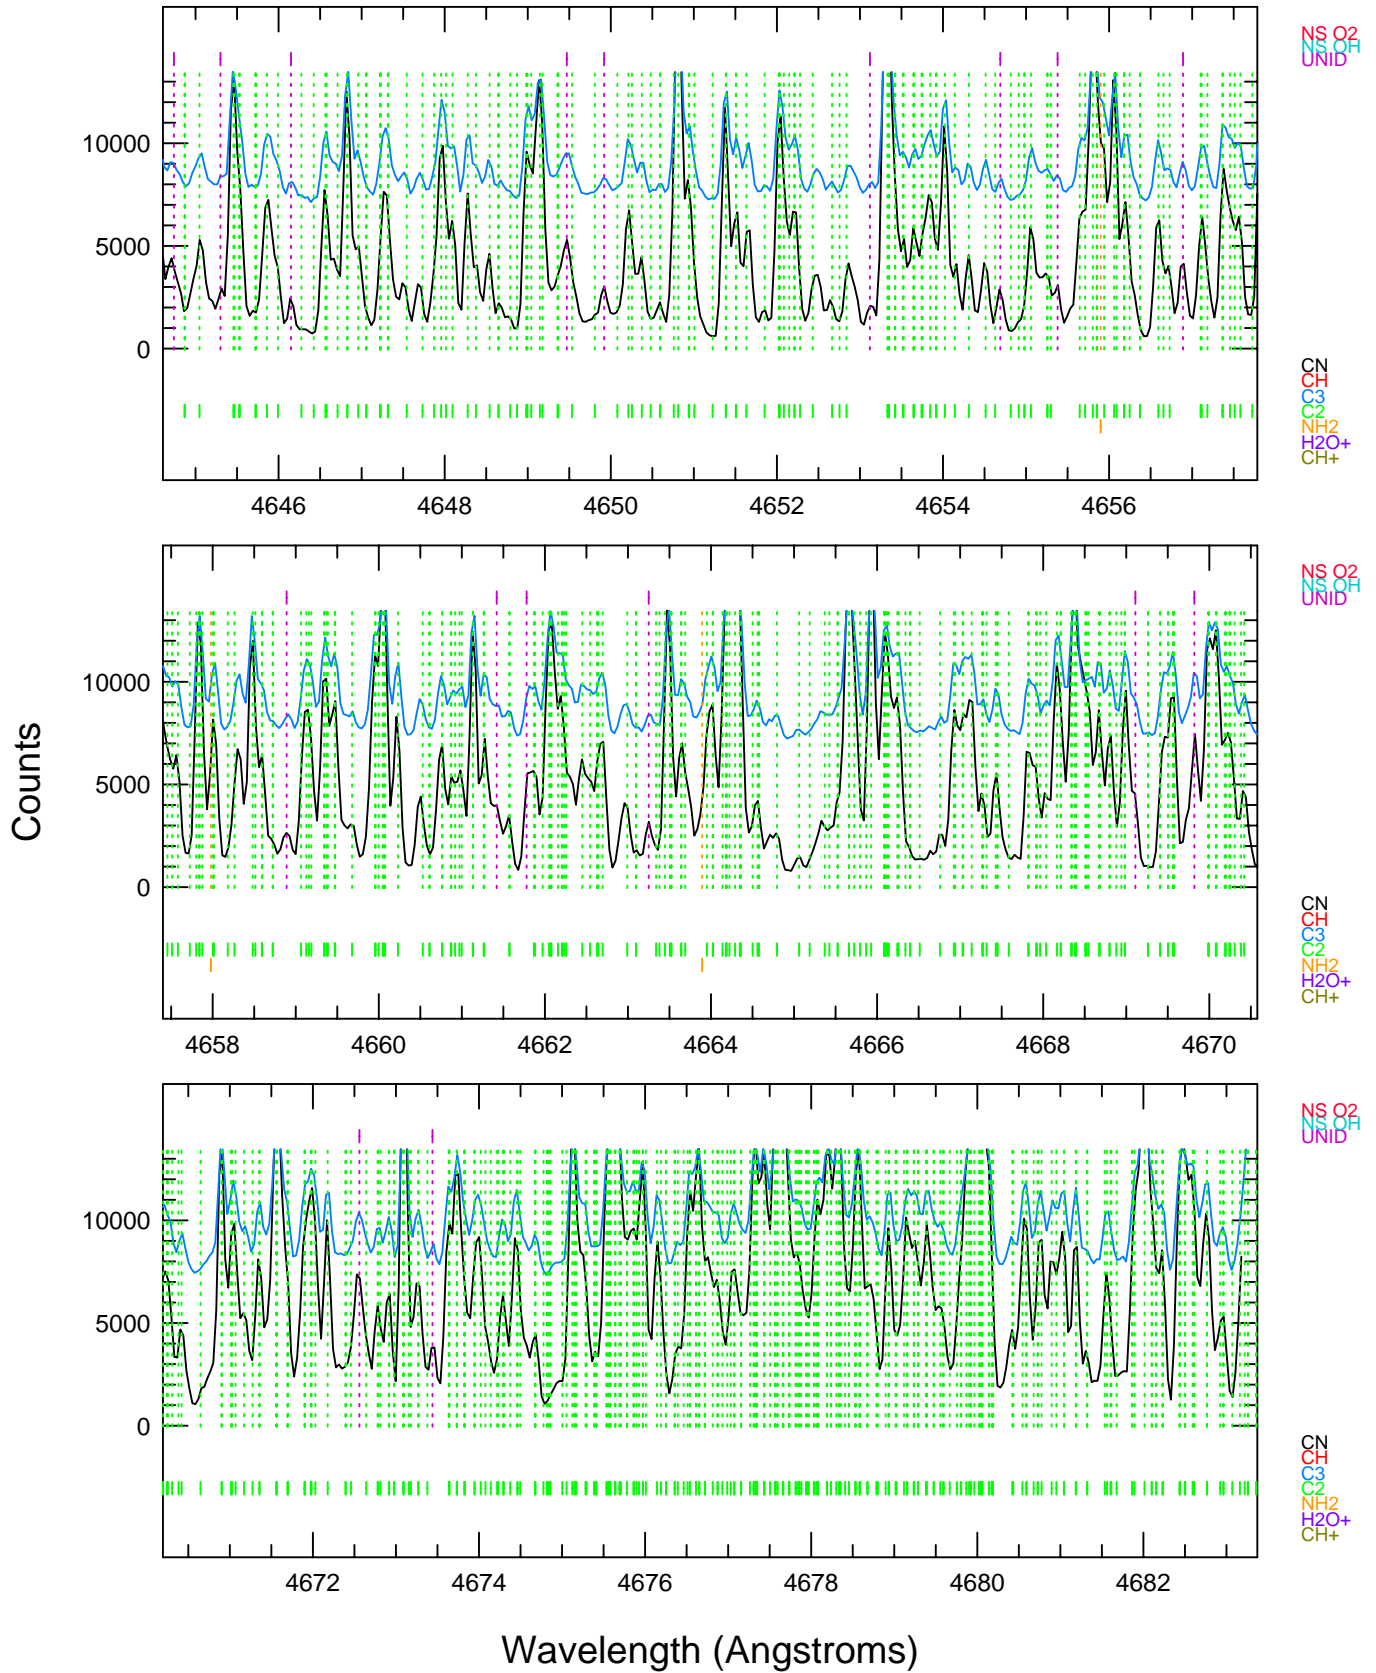 NS O2
NS OH
UNID
10000
5000
0
CN
CH
C3
C2
NH2
H2O+
CH+
4646 4648 4650 4652 4654 4656
NS O2
NS OH
UNID
10000
5000
0
Counts
CN
CH
C3
C2
NH2
H2O+
CH+
4658 4660 4662 4664 4666 4668 4670
NS O2
NS OH
UNID
10000
5000
0
CN
CH
C3
C2
NH2
H2O+
CH+
4672 4674 4676 4678 4680 4682
Wavelength (Angstroms)